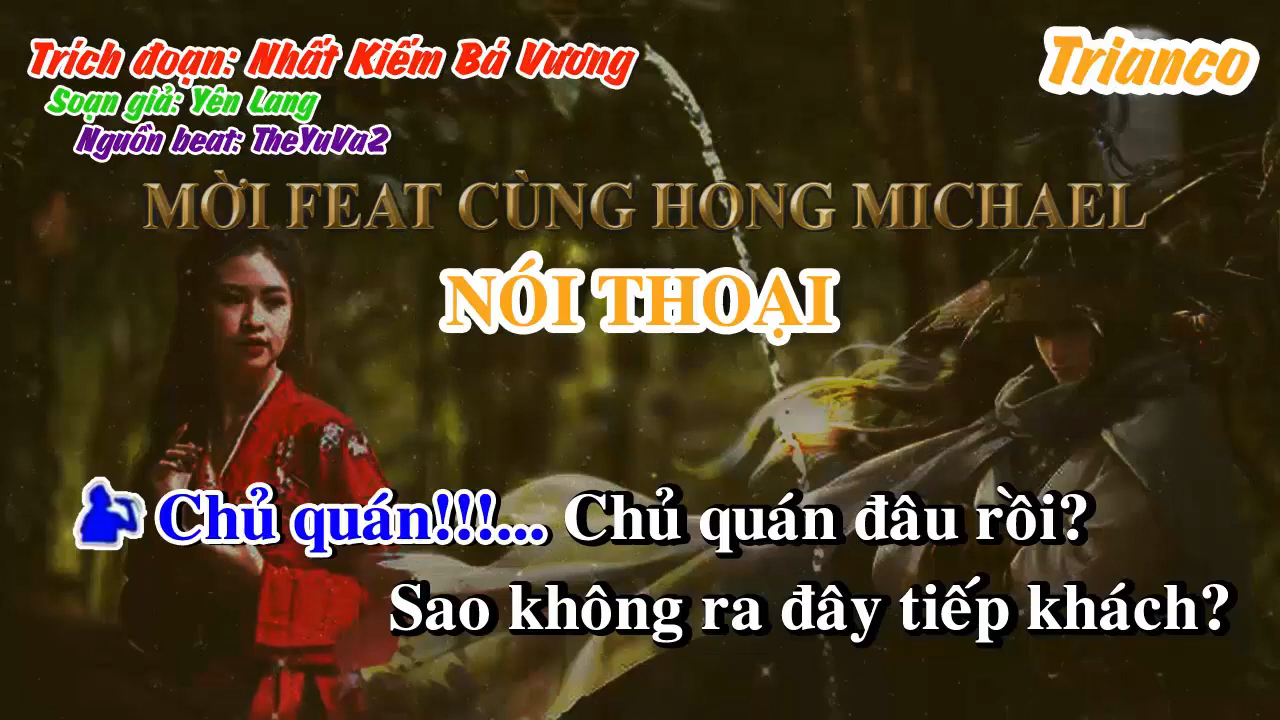 Trích đoạn: Nhất Kiếm Bá Vương
Trianco
Soạn giả: Yên Lang
Nguồn beat: TheYuVa2
MỜI FEAT CÙNG HONG MICHAEL
NÓI THOẠI
Chủ quán!!!... Chủ quán đâu rồi?
Sao không ra đây tiếp khách?